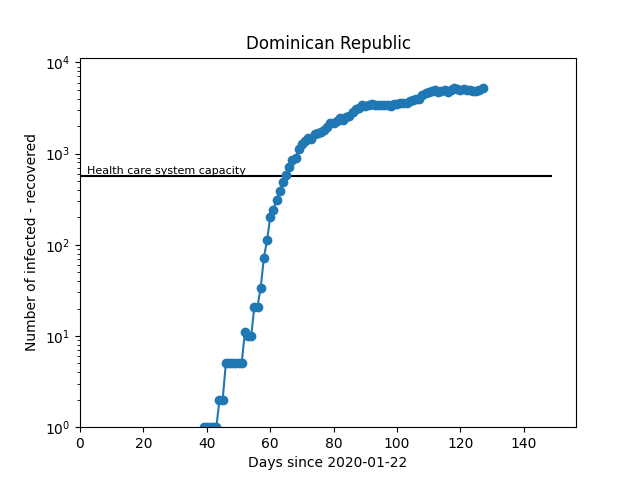 Dominican Republic
Number of infected - recovered
10^4
10^3
10^2
10^1
10^0
Health care system capacity
0 20 40 60 80 100 120 140
Days since 2020-01-22